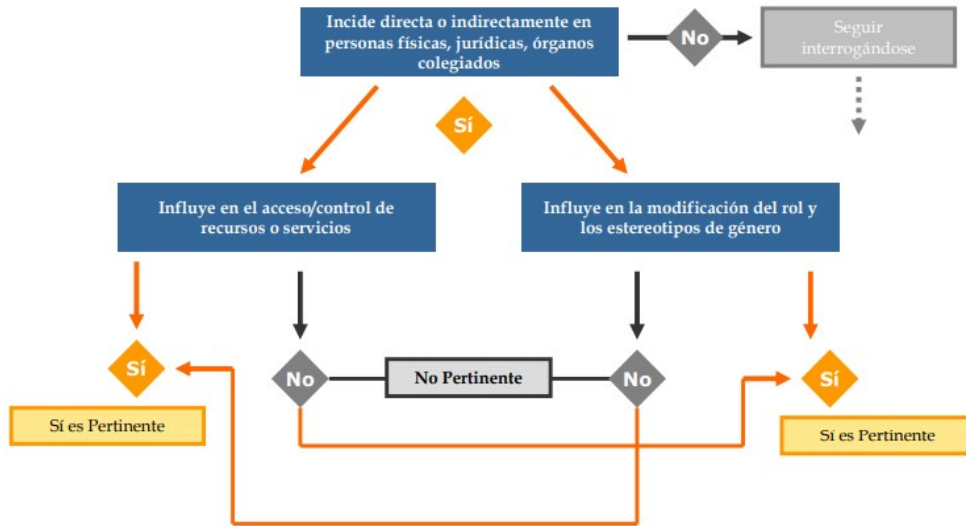 Incide directa o indirectamente en
personas físicas, jurídicas, órganos
colegiados
No
Seguir
interrogándose
Sí
Influye en el acceso/control de
recursos o servicios
Influye en la modificación del rol y
los estereotipos de género
Sí
No
No Pertinente
No
Sí
Sí es Pertinente
Sí es Pertinente